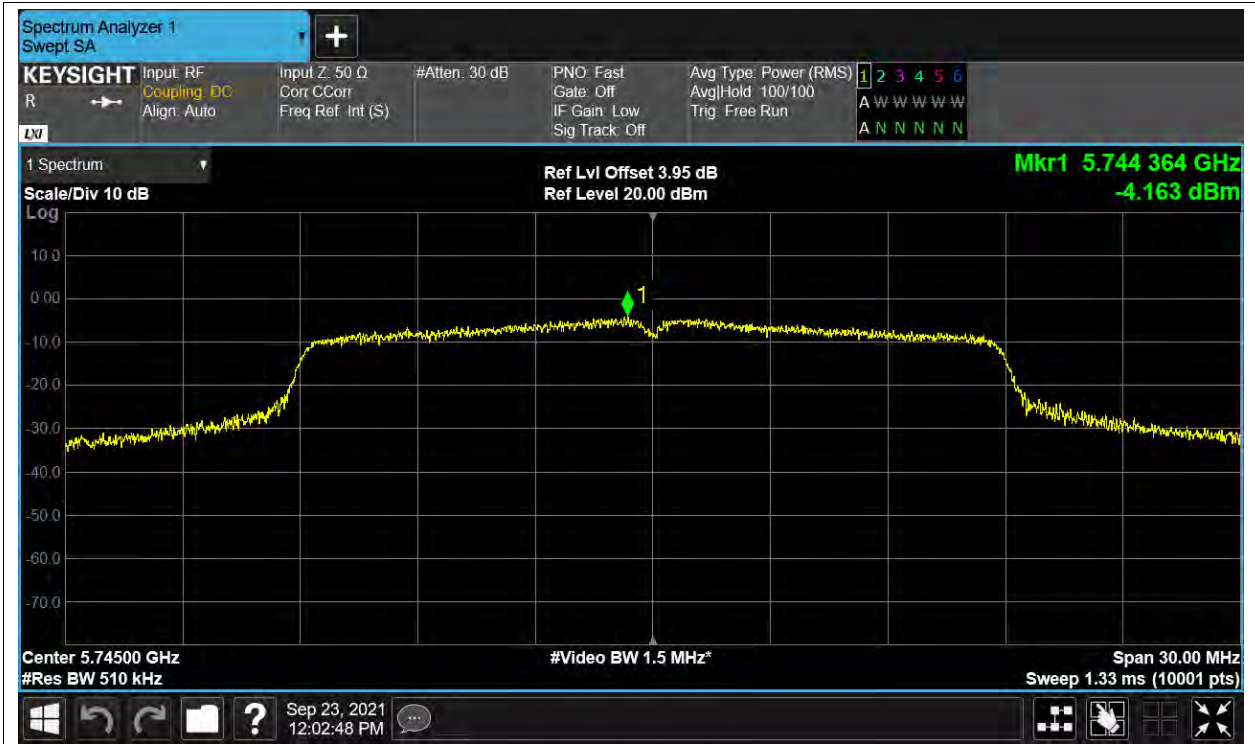 Spectrum Analyzer 1
Swept SA
+
KEYSIGHT
R
LXI
Input: RF
Coupling: DC
Align: Auto
Input Z: 50 Ω
Corr CCorr
Freq Ref: Int (S)
#Atten: 30 dB
PNO: Fast
Gate: Off
IF Gain: Low
Sig Track: Off
Avg Type: Power (RMS)
Avg|Hold: 100/100
Trig: Free Run
1 2 3 4 5 6
A W W W W W
A N N N N N
1 Spectrum
Scale/Div 10 dB
Log
Ref Lvl Offset 3.95 dB
Ref Level 20.00 dBm
Mkr1 5.744 364 GHz
-4.163 dBm
10.0
0.00
-10.0
-20.0
-30.0
-40.0
-50.0
-60.0
-70.0
1
Center 5.74500 GHz
#Res BW 510 kHz
#Video BW 1.5 MHz*
Span 30.00 MHz
Sweep 1.33 ms (10001 pts)
?
Sep 23, 2021
12:02:48 PM